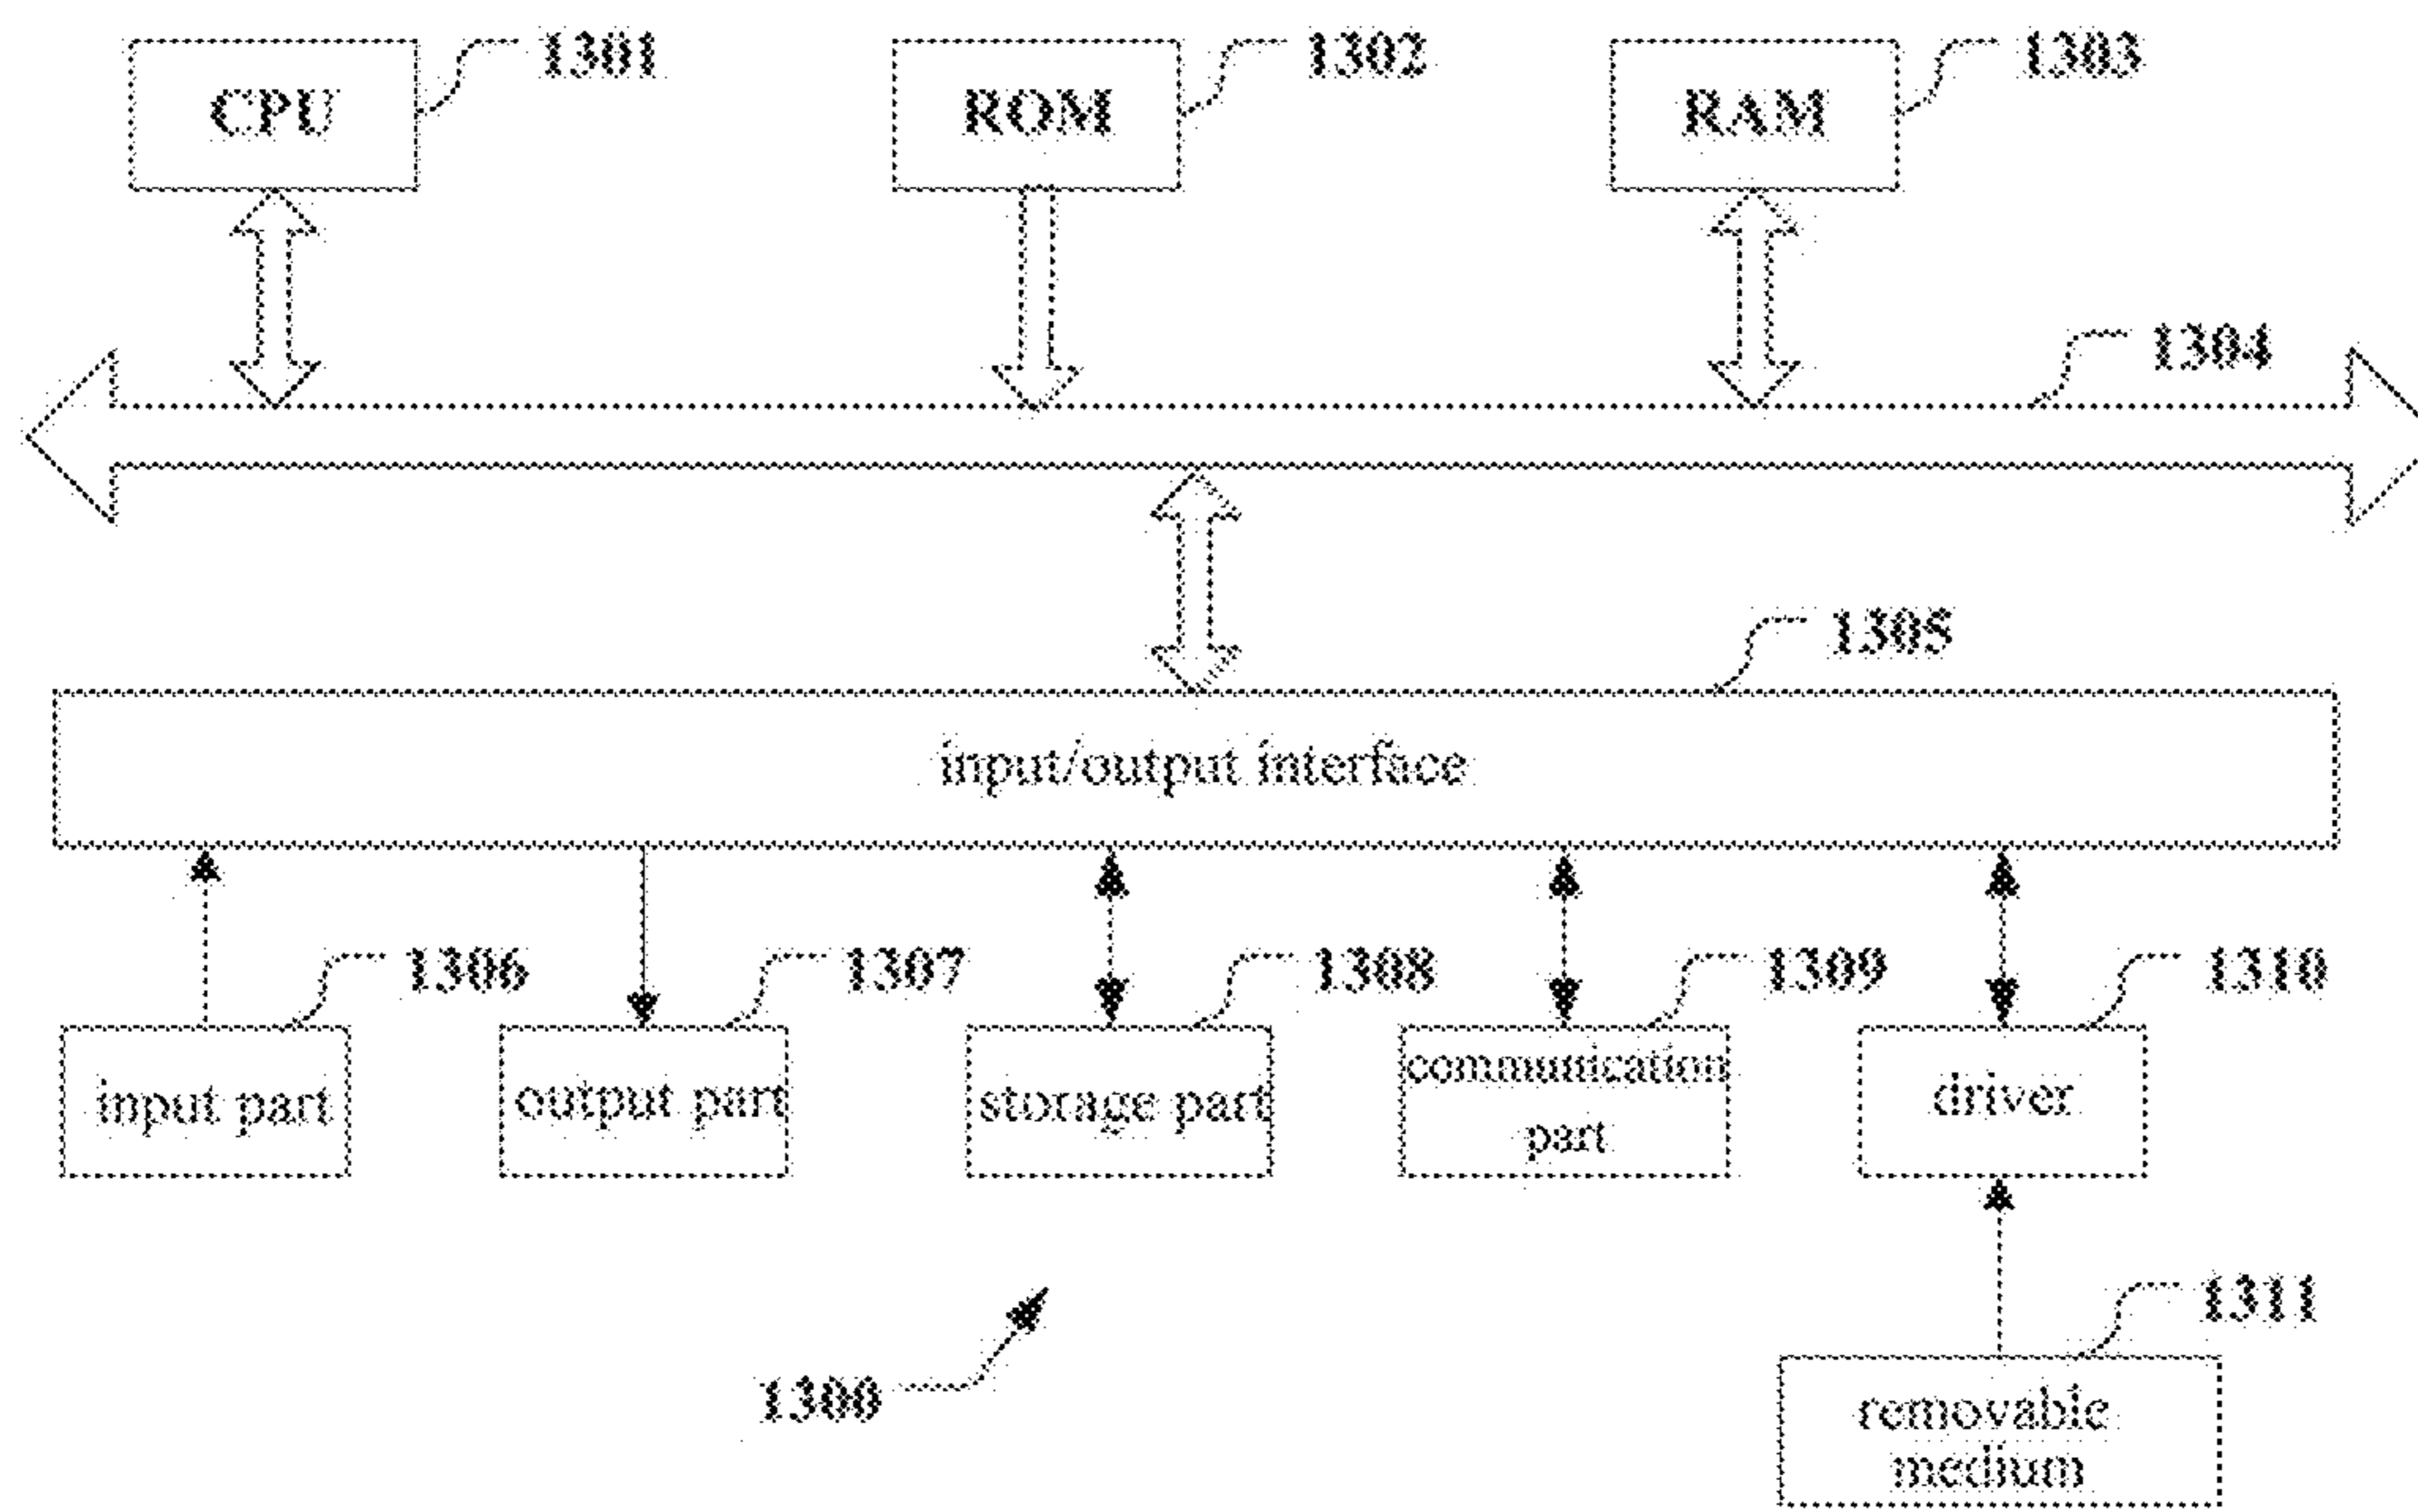 CPU 1301
ROM 1302
RAM 1303
1304
1305
input/output interface
1306
1307
1308
1309
1310
input part
output part
storage part
communication
part
driver
1311
1300
removable
medium